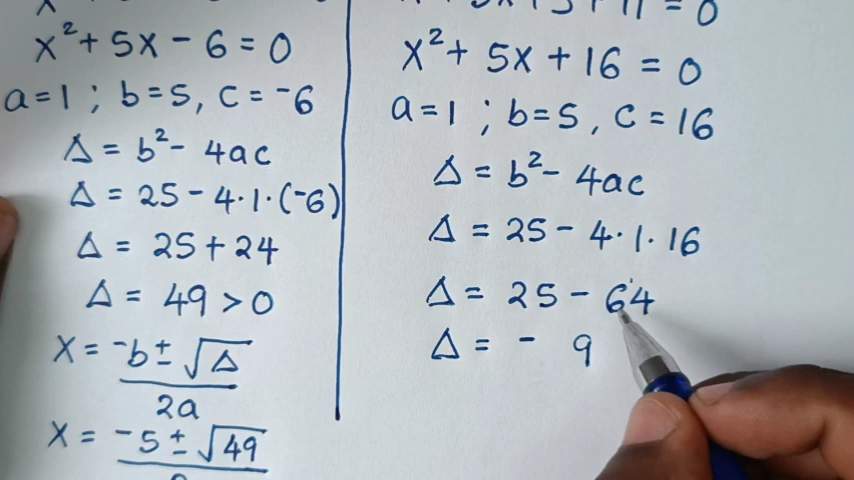 x² + 5x - 6 = 0
a = 1 ; b = 5, c = ⁻6
Δ = b² - 4ac
Δ = 25 - 4·1·(⁻6)
Δ = 25 + 24
Δ = 49 > 0
x = ⁻b ± √Δ
2a
x = ⁻5 ± √49
= 0
x² + 5x + 16 = 0
a = 1 ; b = 5, c = 16
Δ = b² - 4ac
Δ = 25 - 4·1·16
Δ = 25 - 64
Δ = - 9